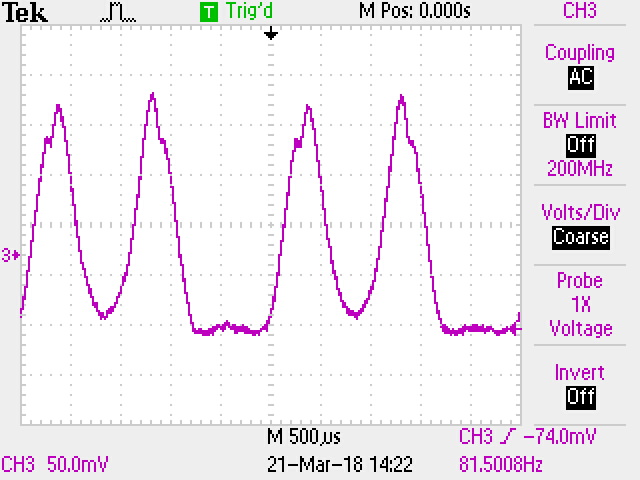 Tek T Trig'd M Pos: 0.000s CH3
Coupling
AC
BW Limit
Off
200MHz
Volts/Div
Coarse
3
Probe
1X
Voltage
Invert
Off
M 500µs CH3 −74.0mV
CH3 50.0mV 21-Mar-18 14:22 81.5008Hz